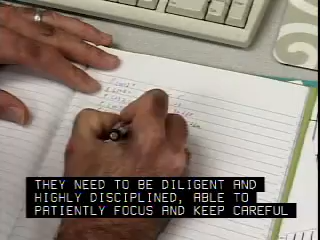 THEY NEED TO BE DILIGENT AND
HIGHLY DISCIPLINED, ABLE TO
PATIENTLY FOCUS AND KEEP CAREFUL